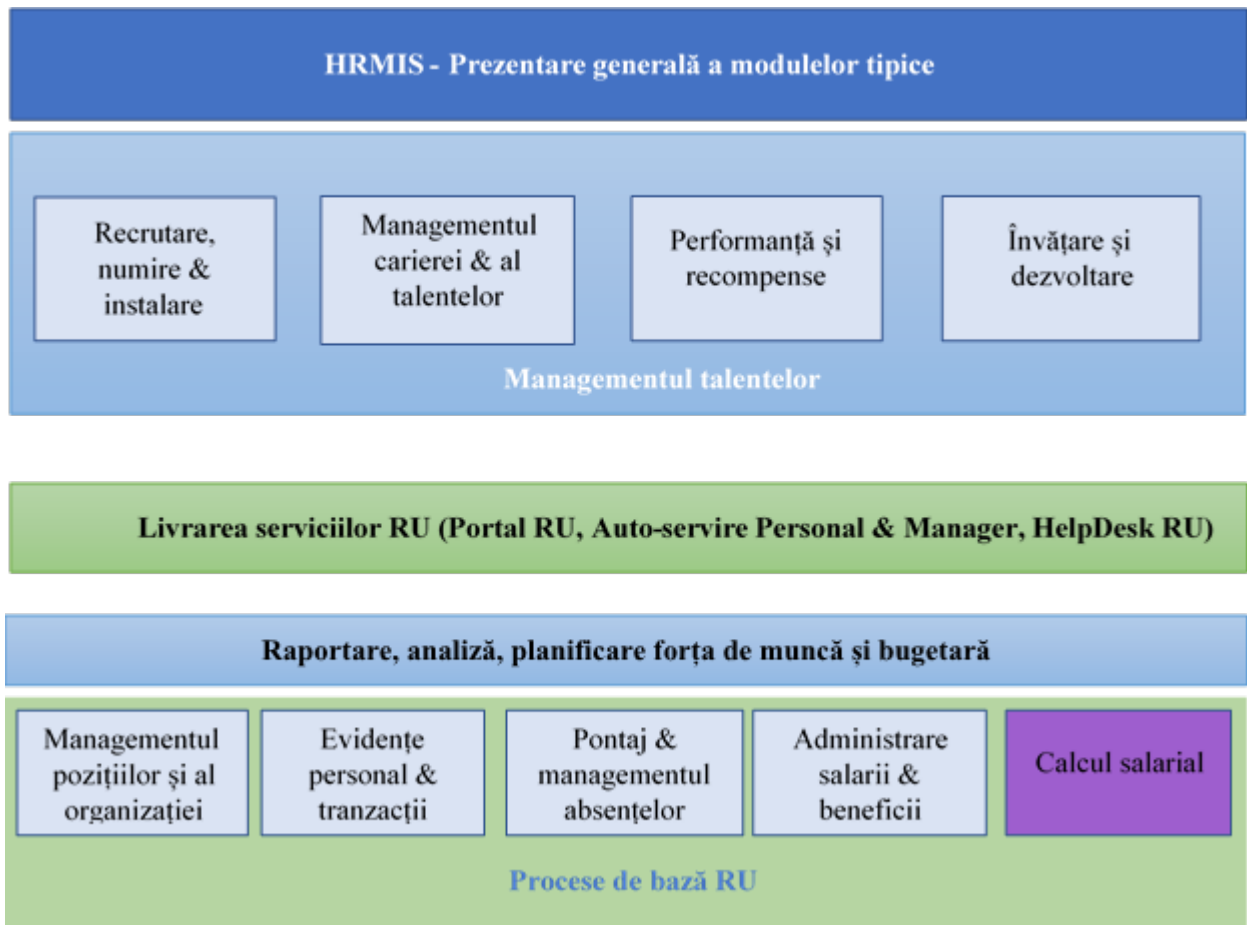 HRMIS - Prezentare generală a modulelor tipice
Recrutare,
numire &
instalare
Managementul
carierei & al
talentelor
Performanță și
recompense
Învățare și
dezvoltare
Managementul talentelor
Livrarea serviciilor RU (Portal RU, Auto-servire Personal & Manager, HelpDesk RU)
Raportare, analiză, planificare forța de muncă și bugetară
Managementul
pozițiilor și al
organizației
Evidențe
personal &
tranzacții
Pontaj &
managementul
absențelor
Administrare
salarii &
beneficii
Calcul salarial
Procese de bază RU